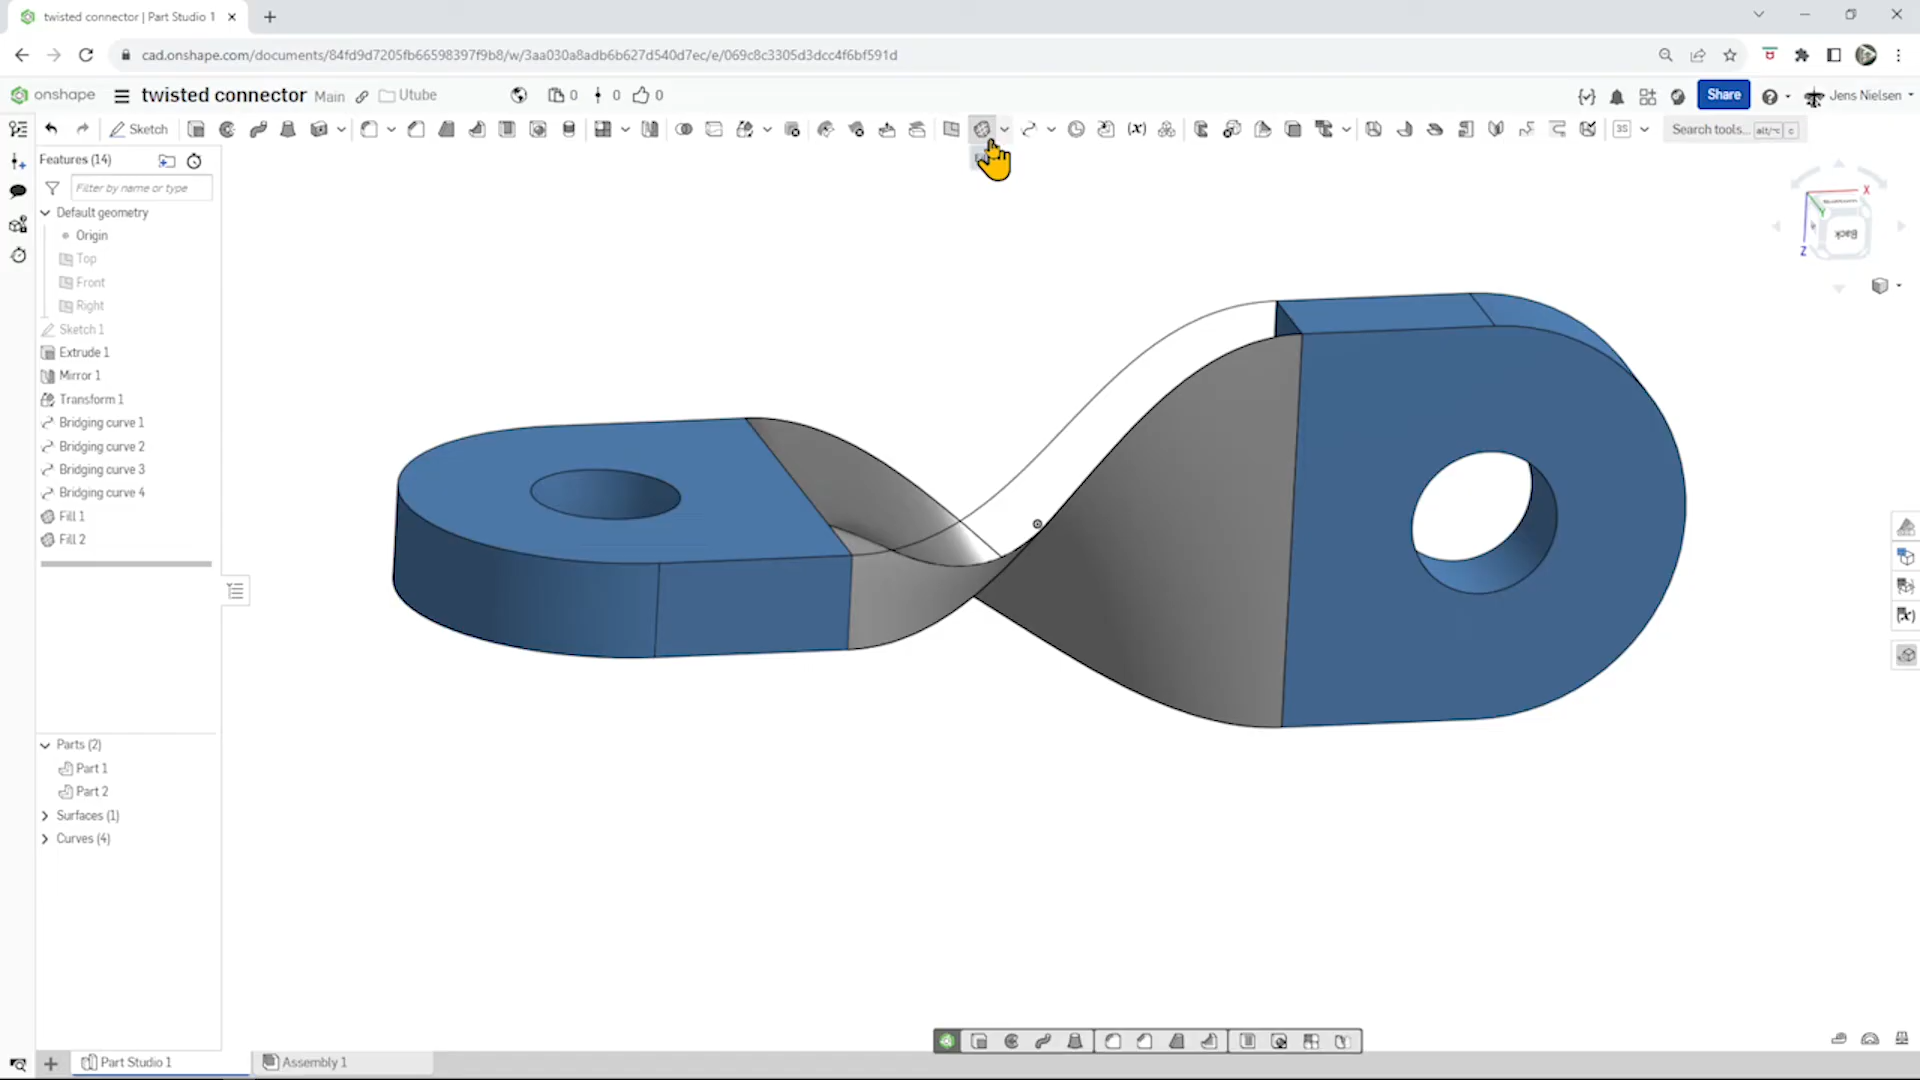 twisted connector | Part Studio 1
cad.onshape.com/documents/84fd9d7205fb66598397f9b8/w/3aa030a8adb6b627d540d7ec/e/069c8c3305d3dcc4f6bf591d
onshape twisted connector Main Utube 0 0 0 Share Jens Nielsen
Sketch (x) 3S Search tools... alt/⌥ c
Features (14)
Filter by name or type
Default geometry
Origin
Top
Front
Right
Sketch 1
Extrude 1
Mirror 1
Transform 1
Bridging curve 1
Bridging curve 2
Bridging curve 3
Bridging curve 4
Fill 1
Fill 2
Parts (2)
Part 1
Part 2
Surfaces (1)
Curves (4)
X
Back
Z
(x)
Part Studio 1
Assembly 1